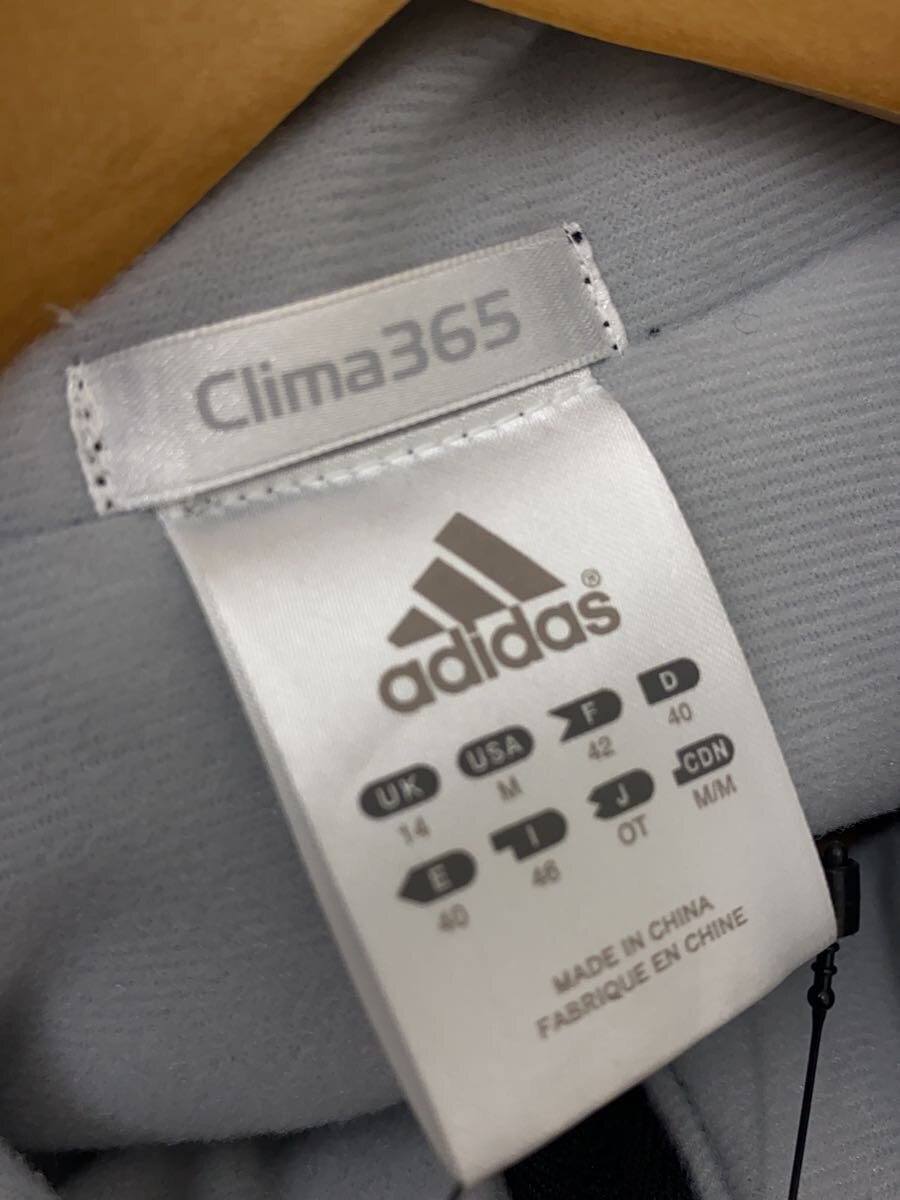 Clima365
adidas®
UK USA F D
14 M 42 40
E I J CDN
40 46 OT M/M
MADE IN CHINA
FABRIQUE EN CHINE